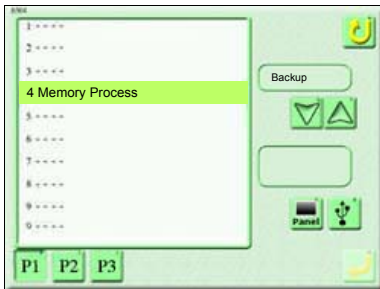 1 ----
2 ----
3 ----
4 Memory Process
5 ----
6 ----
7 ----
8 ----
9 ----
0 ----
Backup
Panel
P1 P2 P3